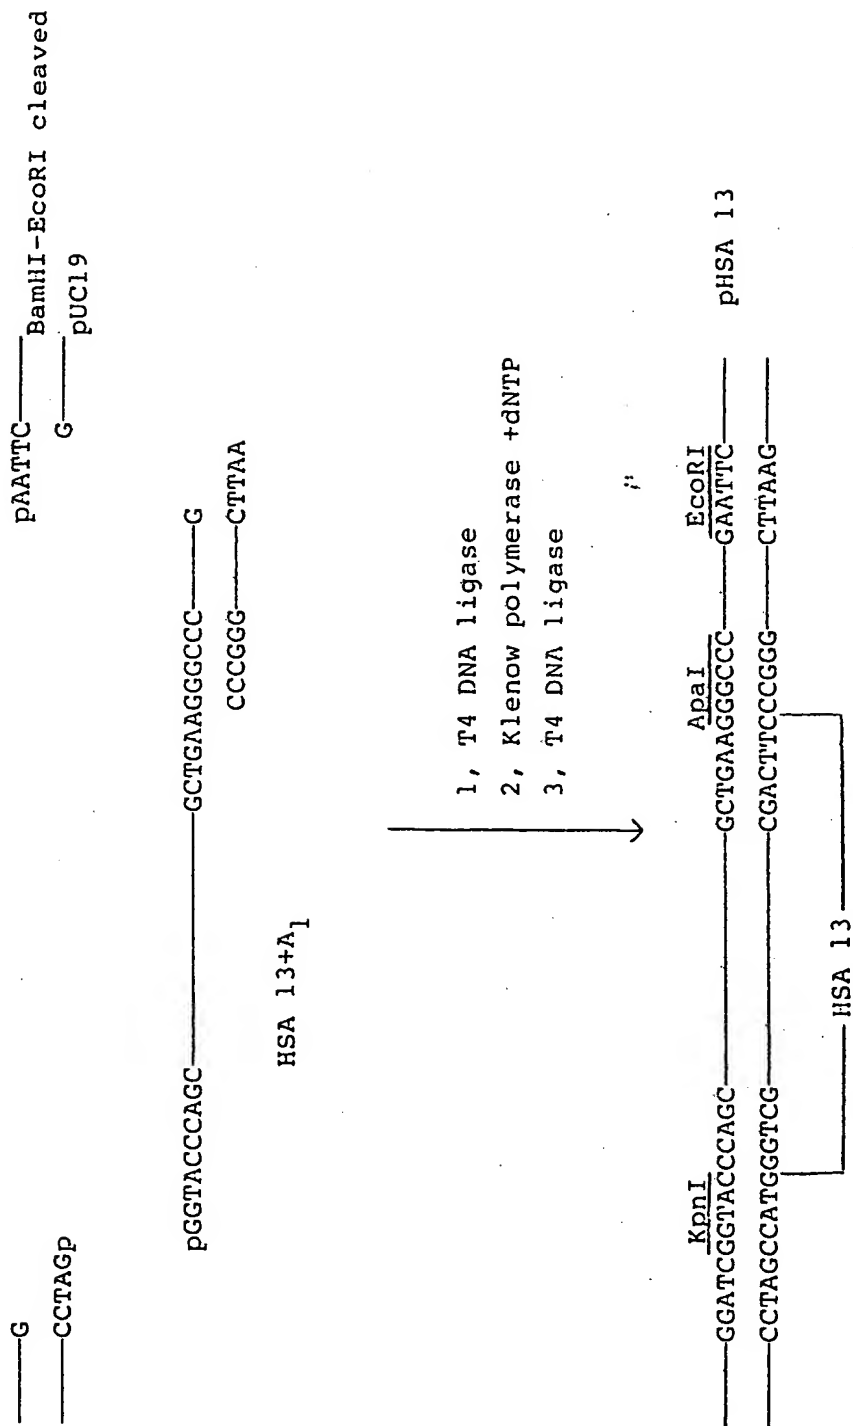 G pAATTC BamHI-EcoRI cleaved
CCTAGp G pUC19
pGGTACCCAGC GCTGAAGGGCCC G
CCCGGG CTTAA
HSA 13+A1
1, T4 DNA ligase
2, Klenow polymerase +dNTP
3, T4 DNA ligase
KpnI ApaI EcoRI
GGATCGGTACCCAGC GCTGAAGGGCCC GAATTC pHSA 13
CCTAGCCATGGGTCG CGACTTCCCGGG CTTAAG
HSA 13